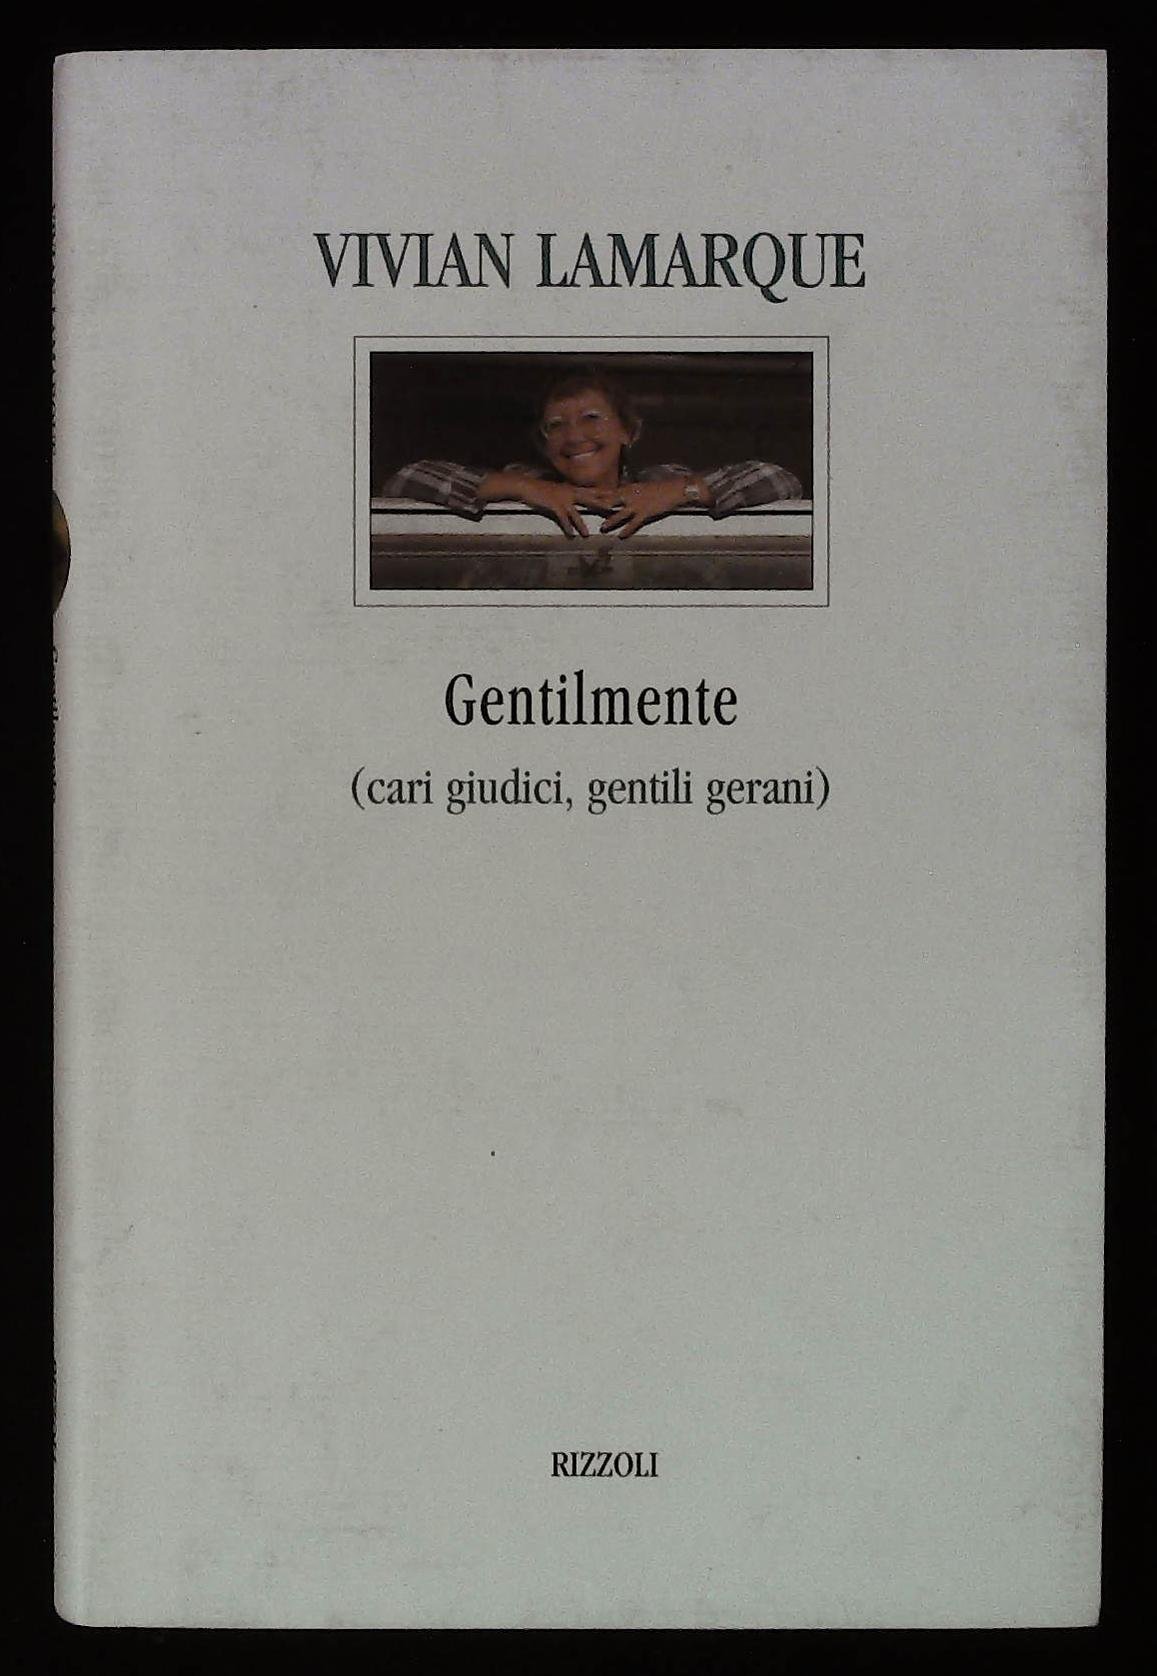 VIVIAN LAMARQUE
Gentilmente
(cari giudici, gentili gerani)
RIZZOLI